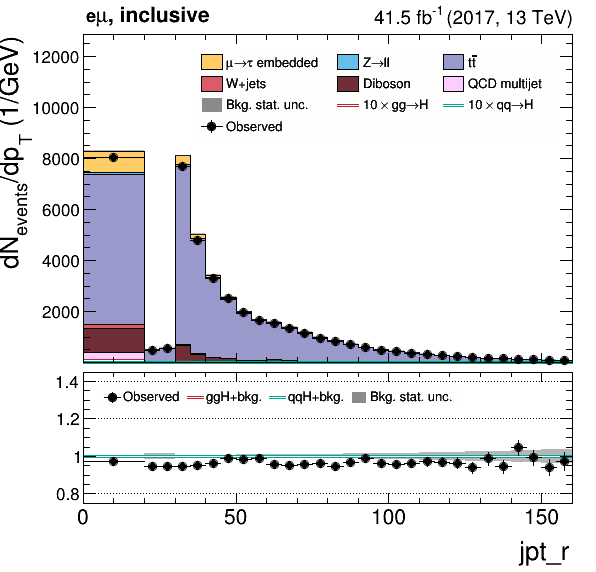 eμ, inclusive 41.5 fb⁻¹ (2017, 13 TeV)
dN_events/dp_T (1/GeV)
12000
10000
8000
6000
4000
2000
μ→τ embedded Z→ll tt̄
W+jets Diboson QCD multijet
Bkg. stat. unc. 10 × gg→H 10 × qq→H
Observed
1.4
1.2
1
0.8
Observed ggH+bkg. qqH+bkg. Bkg. stat. unc.
0 50 100 150
jpt_r